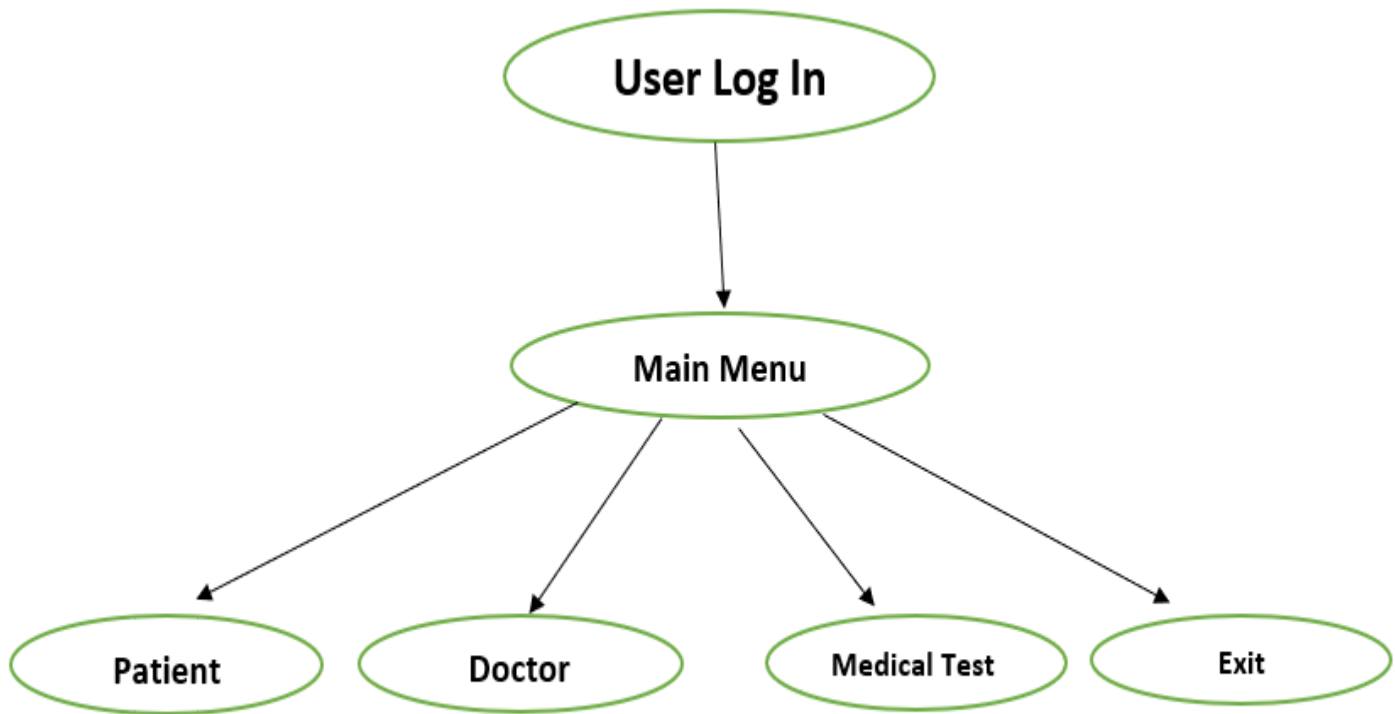 User Log In
Main Menu
Patient
Doctor
Medical Test
Exit